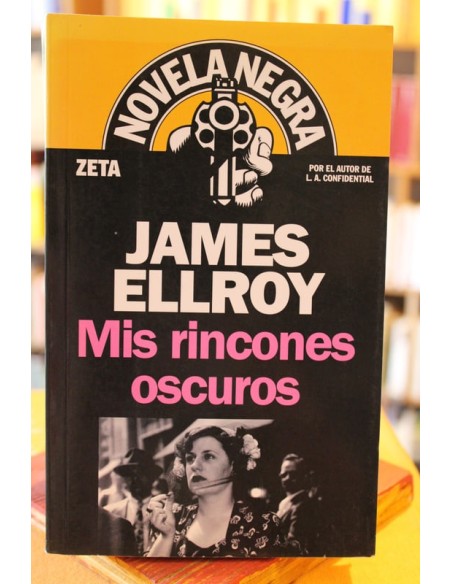 NOVELA NEGRA
ZETA
POR EL AUTOR DE
L. A. CONFIDENTIAL
JAMES
ELLROY
Mis rincones
oscuros